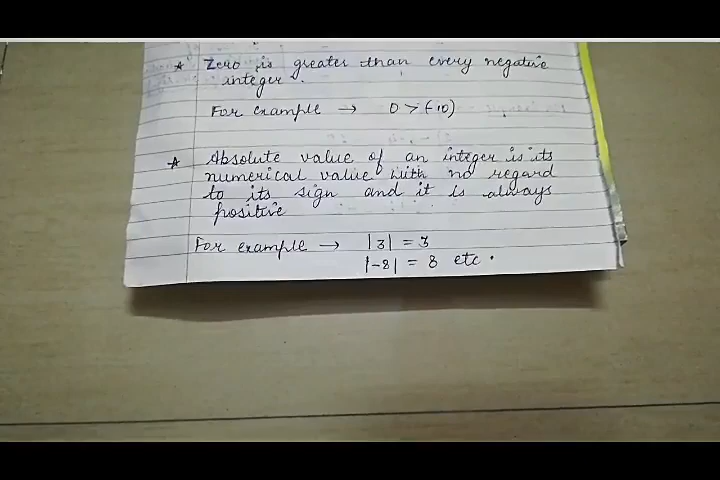 * Zero is greater than every negative
integer.
For example → 0 > (-10)
* Absolute value of an integer is its
numerical value with no regard
to its sign and it is always
positive
For example → |3| = 3
|-8| = 8 etc.